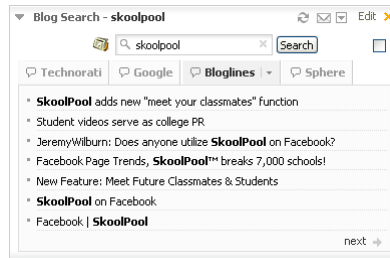 Blog Search - skoolpool Edit
skoolpool Search
Technorati Google Bloglines Sphere
SkoolPool adds new "meet your classmates" function
Student videos serve as college PR
JeremyWilburn: Does anyone utilize SkoolPool on Facebook?
Facebook Page Trends, SkoolPool™ breaks 7,000 schools!
New Feature: Meet Future Classmates & Students
SkoolPool on Facebook
Facebook | SkoolPool
next